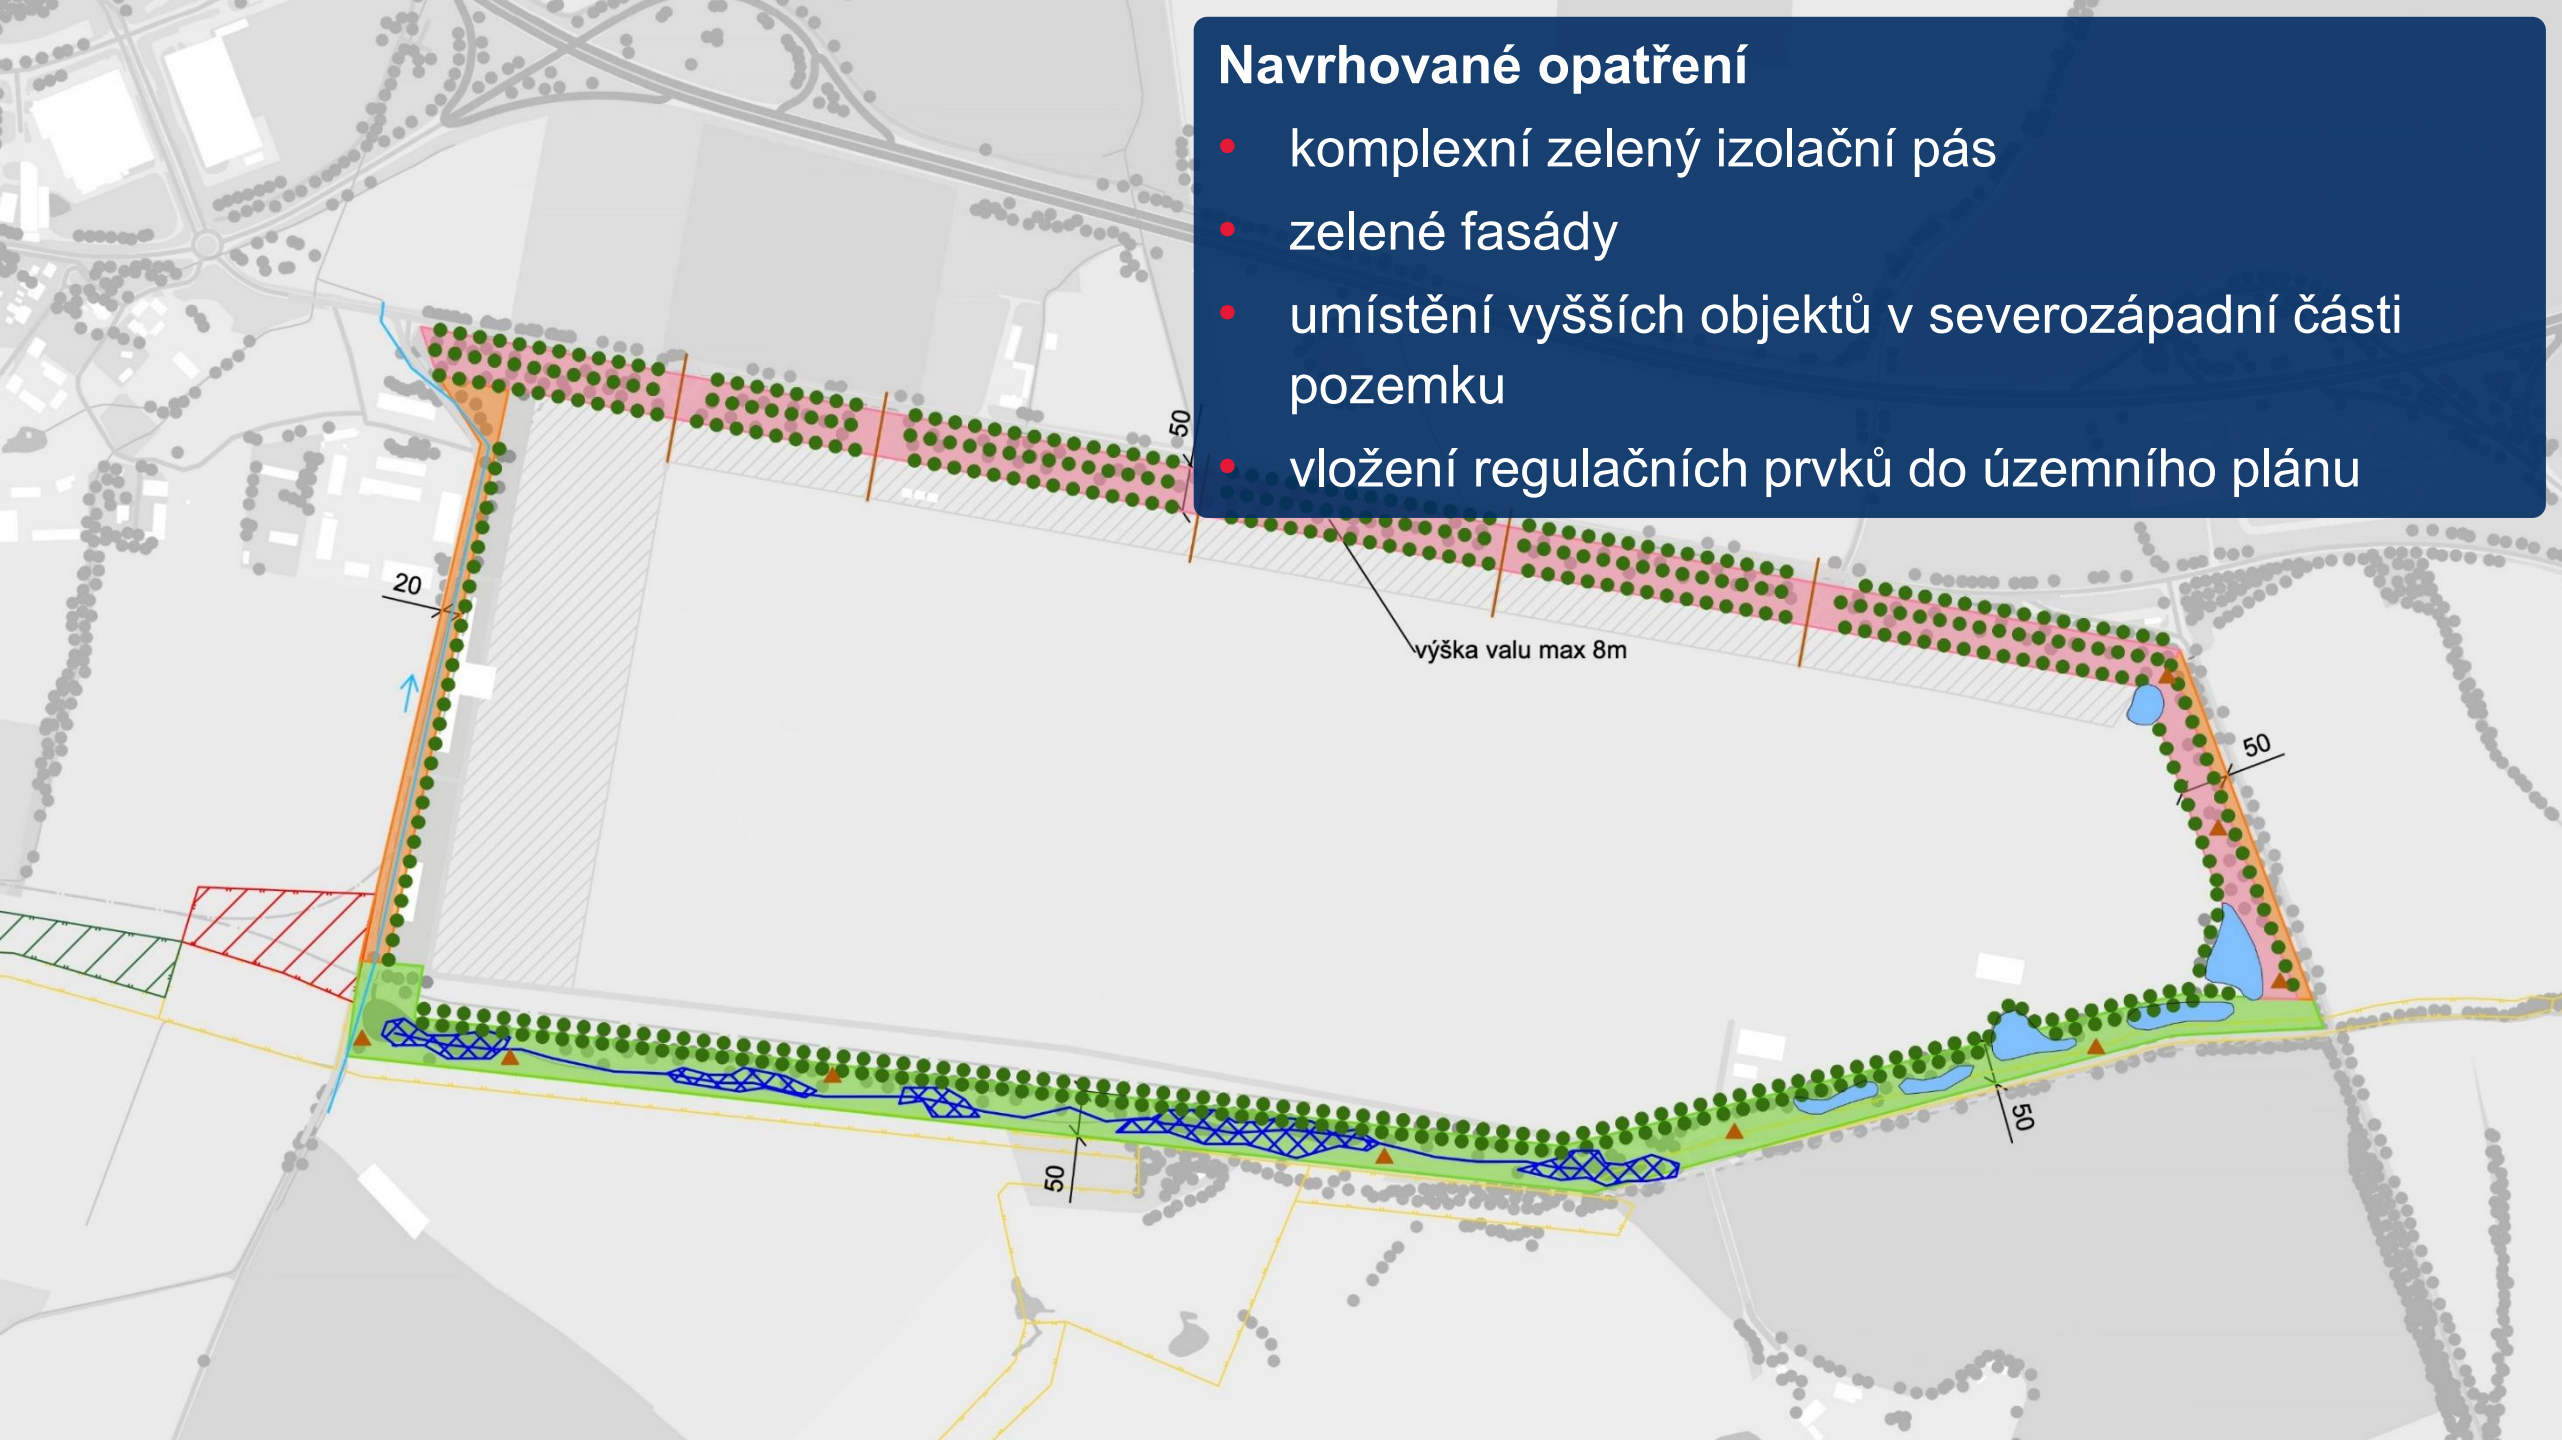 Navrhované opatření
• komplexní zelený izolační pás
• zelené fasády
• umístění vyšších objektů v severozápadní části
pozemku
• vložení regulačních prvků do územního plánu
50
20
výška valu max 8m
50
50
50